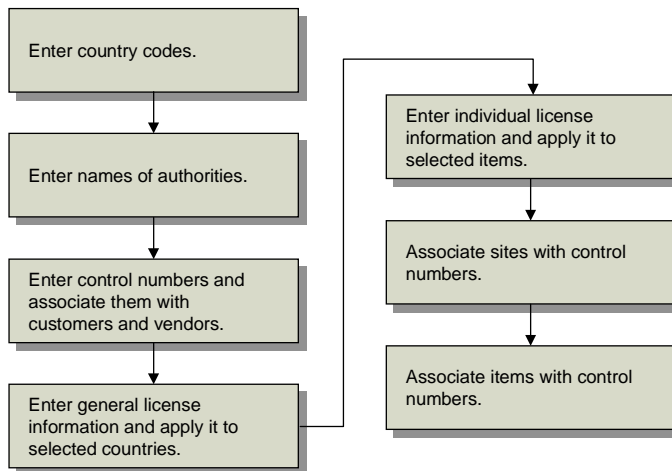 Enter country codes.
Enter names of authorities.
Enter control numbers and
associate them with
customers and vendors.
Enter general license
information and apply it to
selected countries.
Enter individual license
information and apply it to
selected items.
Associate sites with control
numbers.
Associate items with control
numbers.